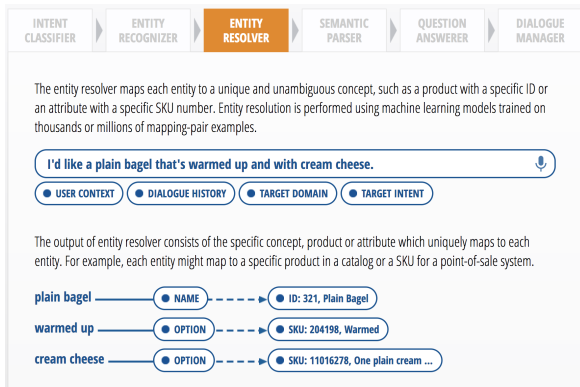 INTENT CLASSIFIER
ENTITY RECOGNIZER
ENTITY RESOLVER
SEMANTIC PARSER
QUESTION ANSWERER
DIALOGUE MANAGER
The entity resolver maps each entity to a unique and unambiguous concept, such as a product with a specific ID or
an attribute with a specific SKU number. Entity resolution is performed using machine learning models trained on
thousands or millions of mapping-pair examples.
I'd like a plain bagel that's warmed up and with cream cheese.
USER CONTEXT DIALOGUE HISTORY TARGET DOMAIN TARGET INTENT
The output of entity resolver consists of the specific concept, product or attribute which uniquely maps to each
entity. For example, each entity might map to a specific product in a catalog or a SKU for a point-of-sale system.
plain bagel NAME ID: 321, Plain Bagel
warmed up OPTION SKU: 204198, Warmed
cream cheese OPTION SKU: 11016278, One plain cream ...